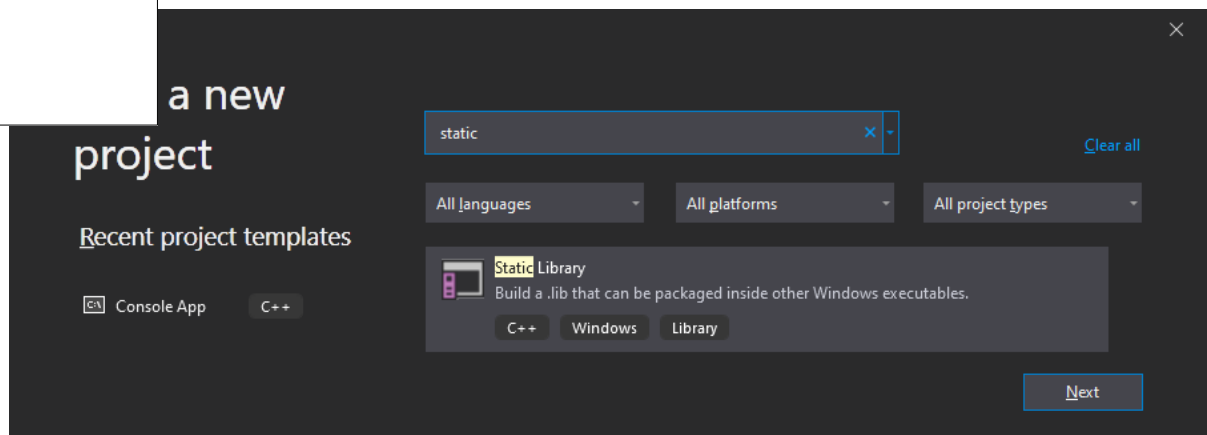 a new
project
Recent project templates
Console App C++
static
Clear all
All languages All platforms All project types
Static Library
Build a .lib that can be packaged inside other Windows executables.
C++ Windows Library
Next